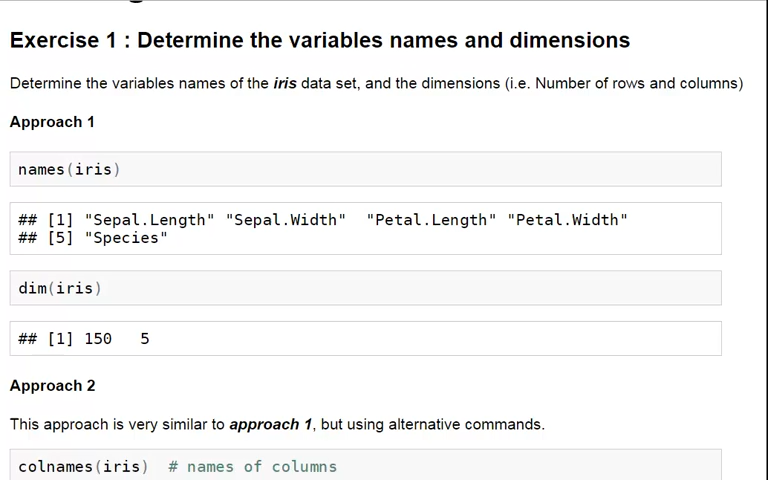 Exercise 1 : Determine the variables names and dimensions
Determine the variables names of the iris data set, and the dimensions (i.e. Number of rows and columns)
Approach 1
names(iris)
## [1] "Sepal.Length" "Sepal.Width"  "Petal.Length" "Petal.Width"
## [5] "Species"
dim(iris)
## [1] 150   5
Approach 2
This approach is very similar to approach 1, but using alternative commands.
colnames(iris)  # names of columns